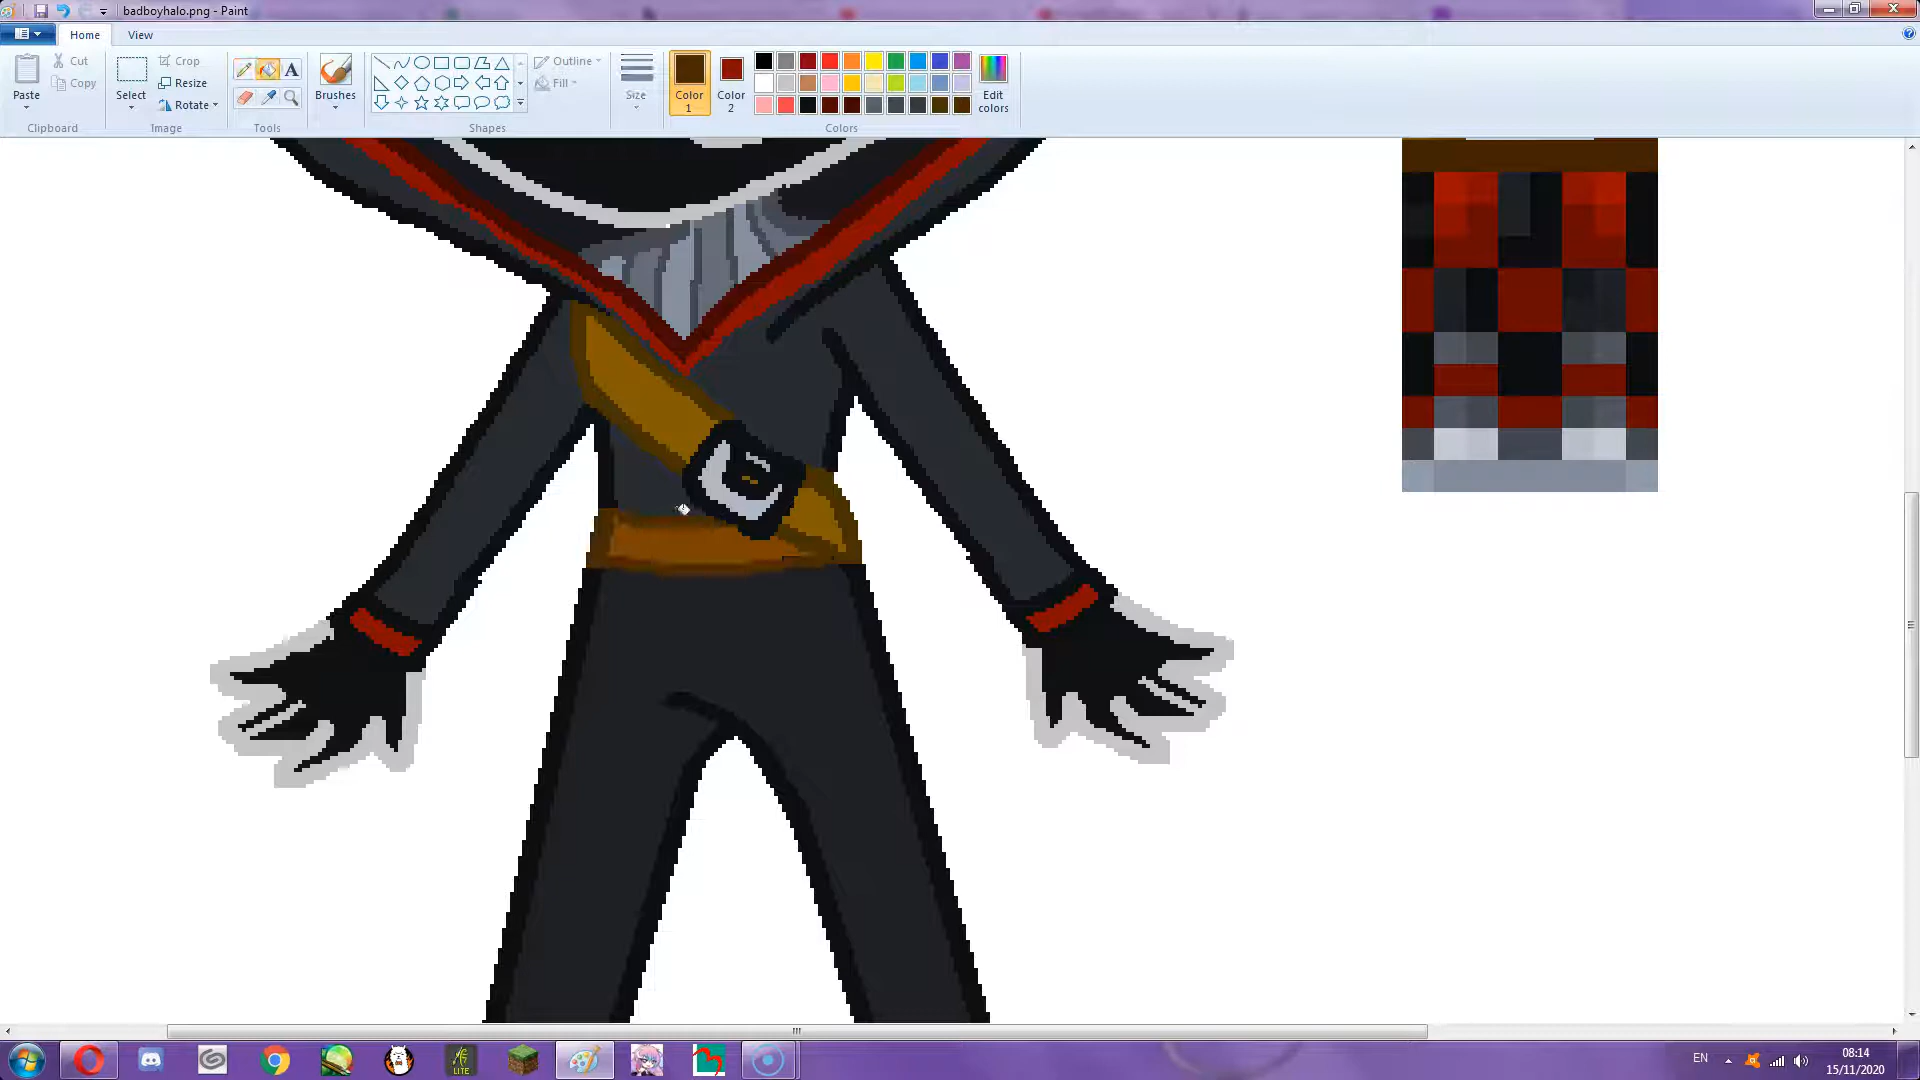 badboyhalo.png - Paint
Home View
Cut
Copy
Paste
Crop
Resize
Rotate
Select
Brushes
Outline
Fill
Size
Color 1
Color 2
Edit colors
Clipboard
Image
Tools
Shapes
Colors
LITE
EN
08:14
15/11/2020